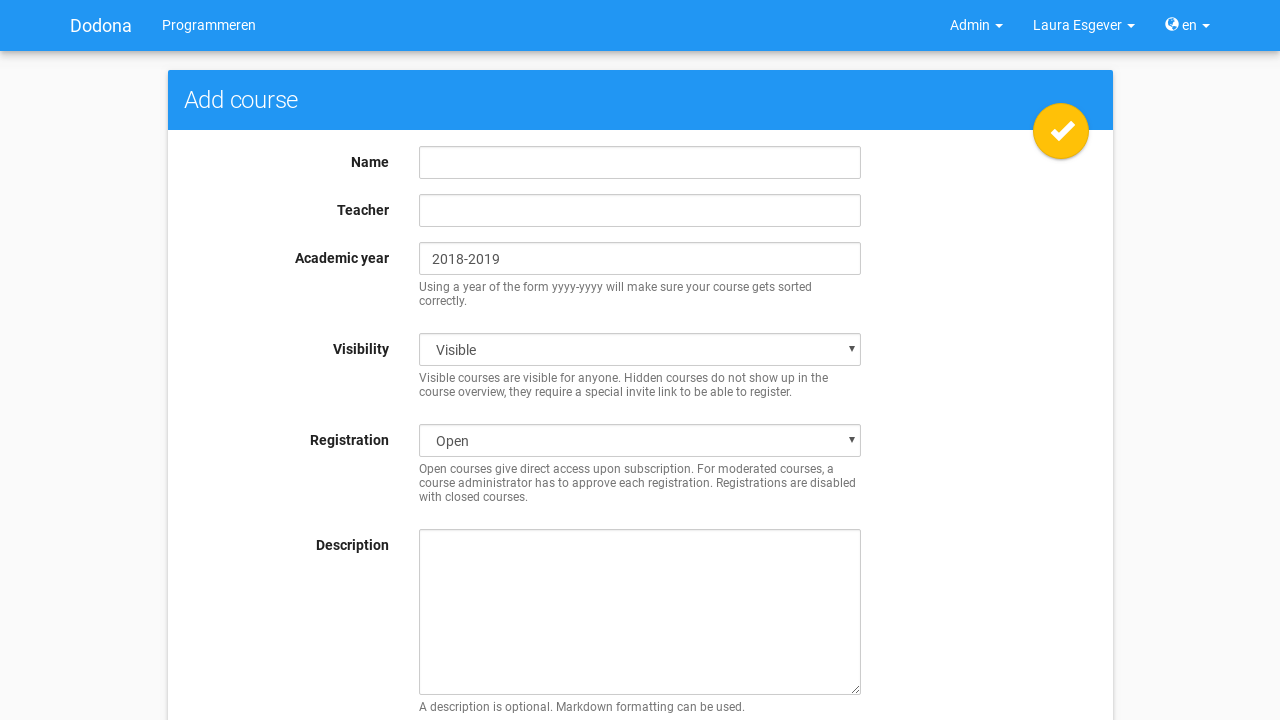 Dodona Programmeren Admin Laura Esgever en
Add course
Name
Teacher
Academic year 2018-2019
Using a year of the form yyyy-yyyy will make sure your course gets sorted
correctly.
Visibility Visible
Visible courses are visible for anyone. Hidden courses do not show up in the
course overview, they require a special invite link to be able to register.
Registration Open
Open courses give direct access upon subscription. For moderated courses, a
course administrator has to approve each registration. Registrations are disabled
with closed courses.
Description
A description is optional. Markdown formatting can be used.